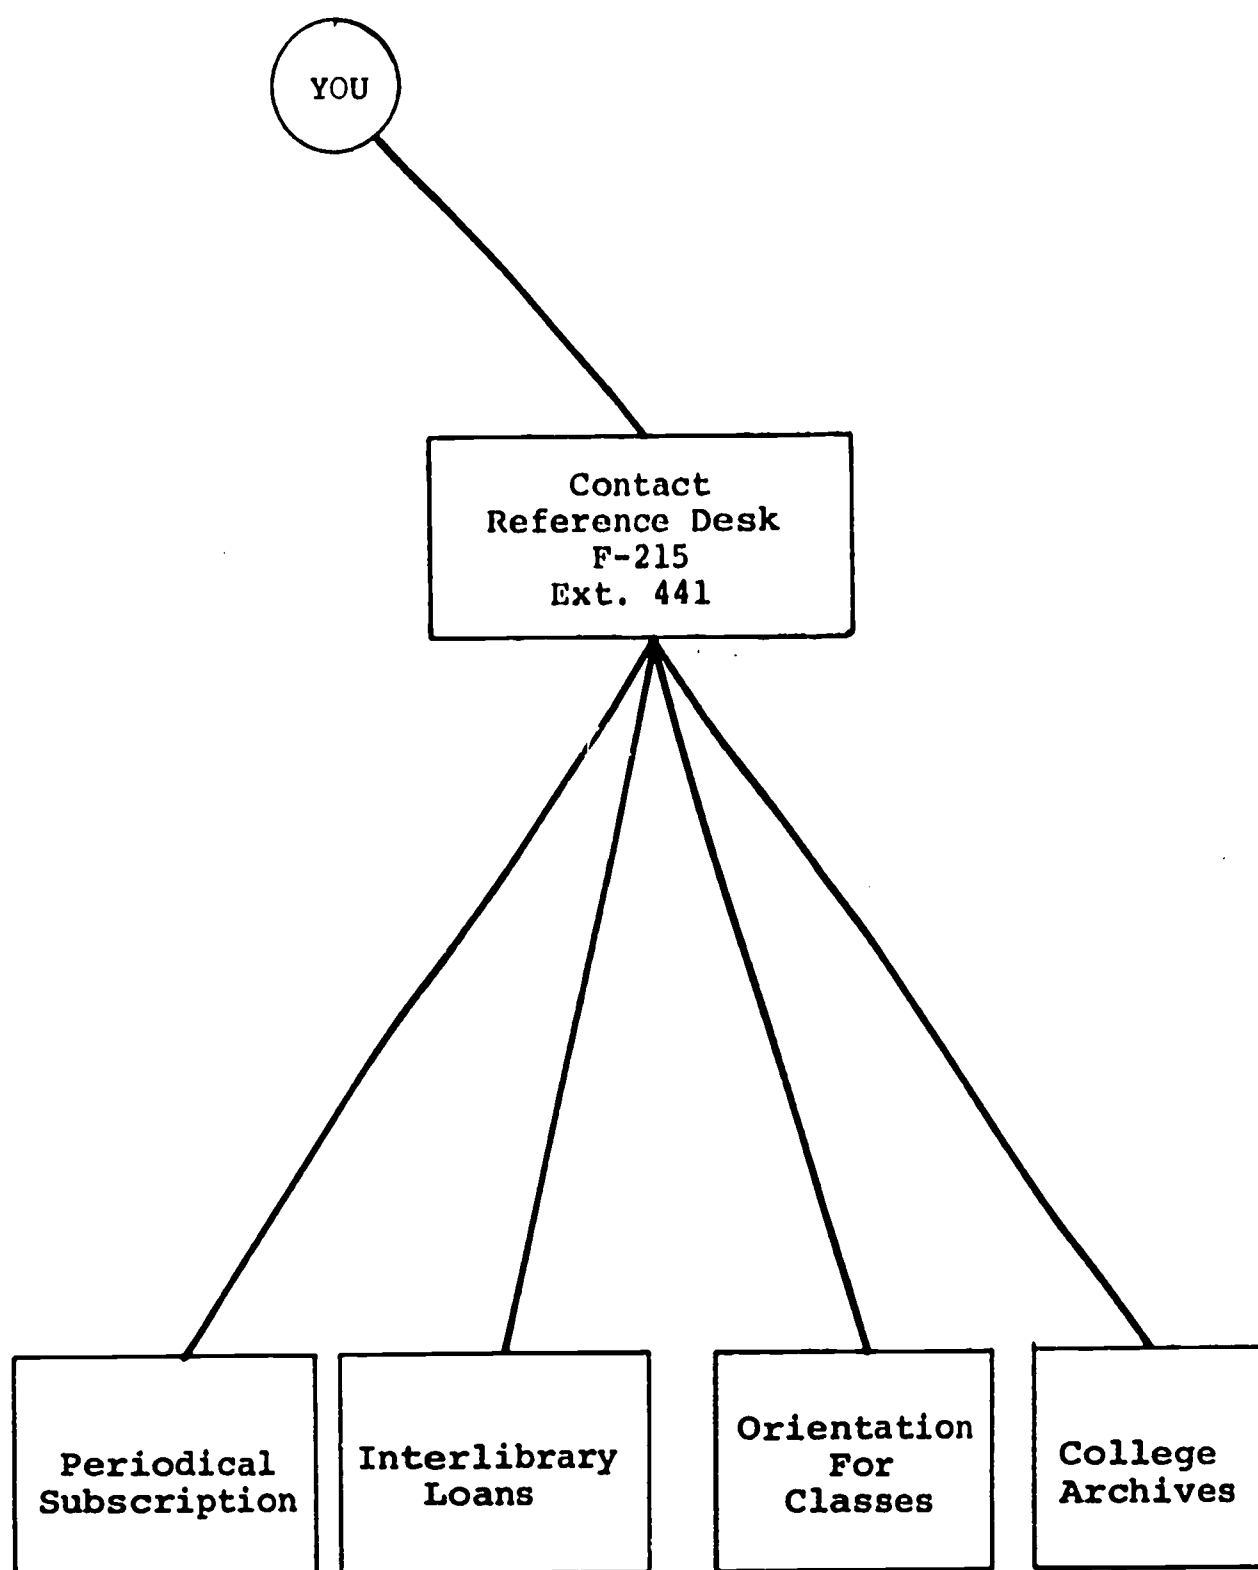 YOU
Contact
Reference Desk
F-215
Ext. 441
Periodical
Subscription
Interlibrary
Loans
Orientation
For
Classes
College
Archives